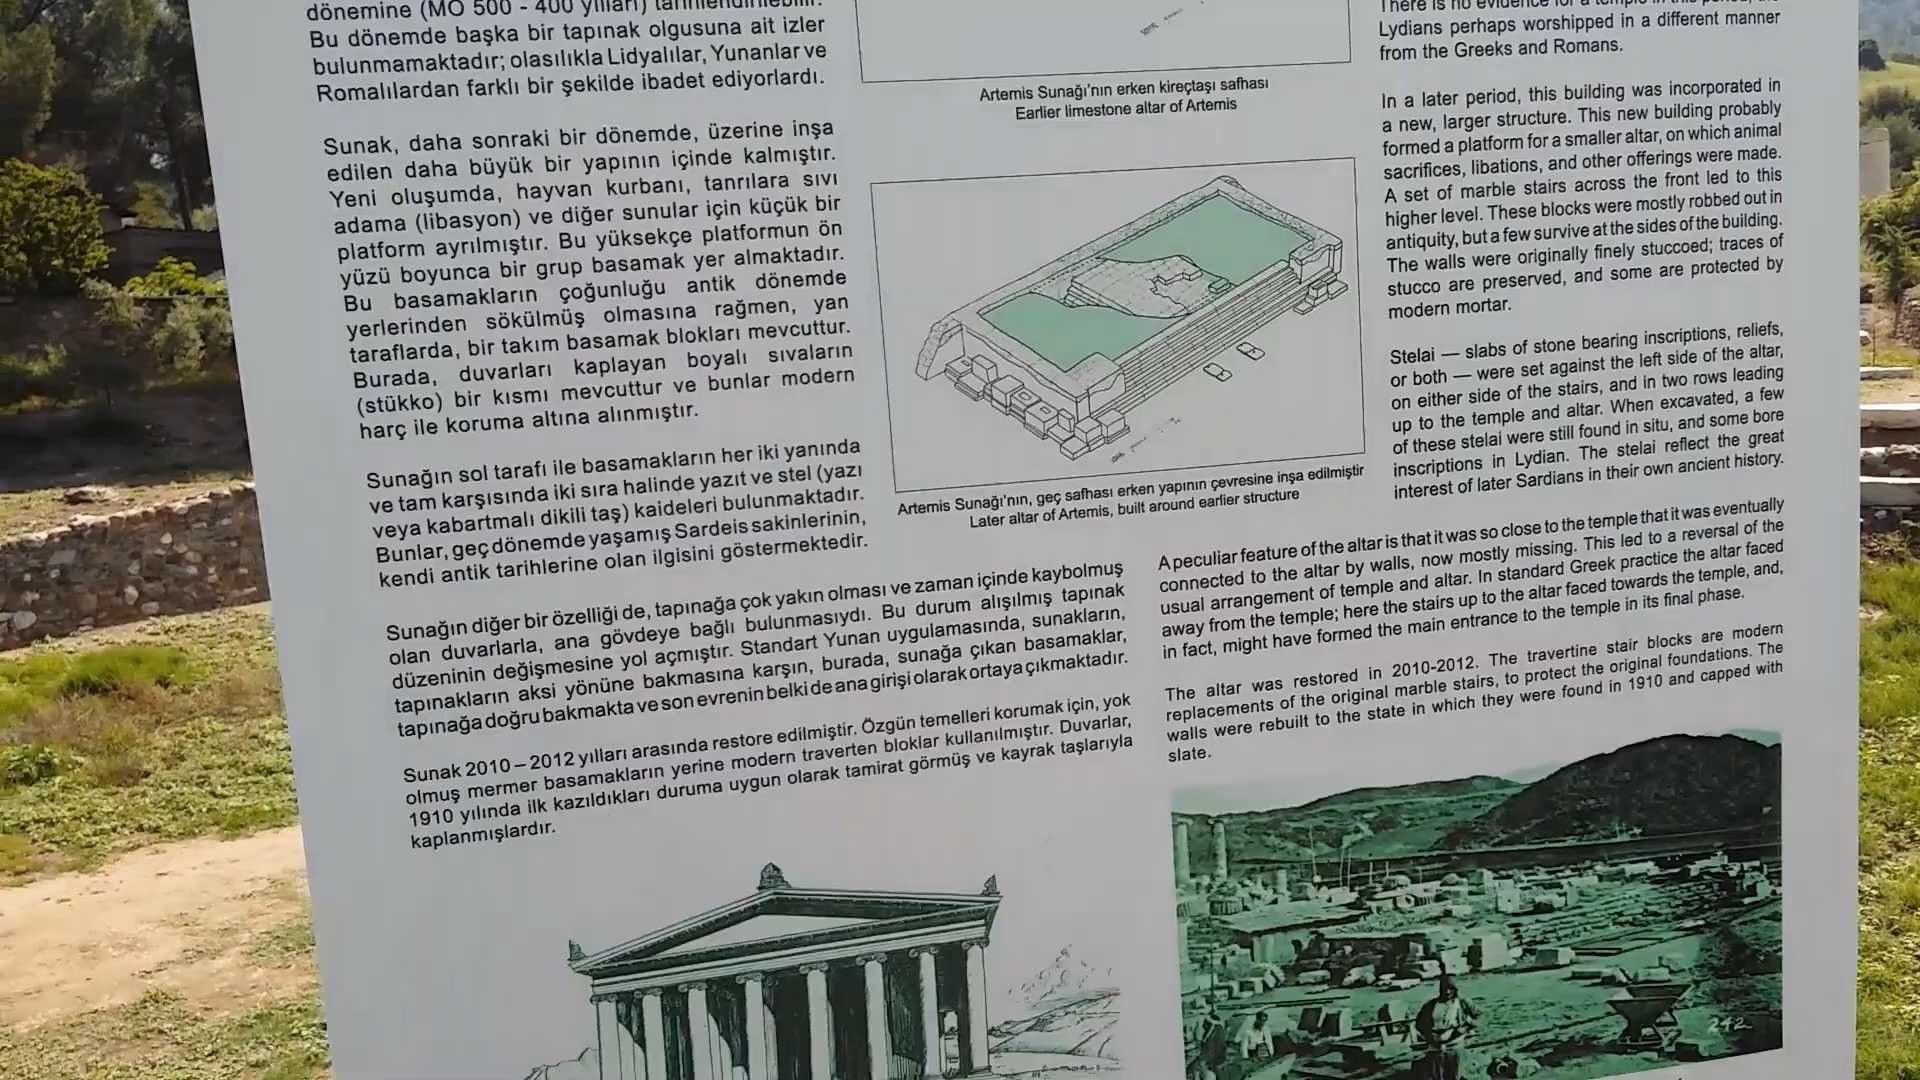 dönemine (MÖ 500 - 400 yılları) tarihlendirilebilir.
Bu dönemde başka bir tapınak olgusuna ait izler
bulunmamaktadır; olasılıkla Lidyalılar, Yunanlar ve
Romalılardan farklı bir şekilde ibadet ediyorlardı.
Sunak, daha sonraki bir dönemde, üzerine inşa
edilen daha büyük bir yapının içinde kalmıştır.
Yeni oluşumda, hayvan kurbanı, tanrılara sıvı
adama (libasyon) ve diğer sunular için küçük bir
platform ayrılmıştır. Bu yüksekçe platformun ön
yüzü boyunca bir grup basamak yer almaktadır.
Bu basamakların çoğunluğu antik dönemde
yerlerinden sökülmüş olmasına rağmen, yan
taraflarda, bir takım basamak blokları mevcuttur.
Burada, duvarları kaplayan boyalı sıvaların
(stükko) bir kısmı mevcuttur ve bunlar modern
harç ile koruma altına alınmıştır.
Sunağın sol tarafı ile basamakların her iki yanında
ve tam karşısında iki sıra halinde yazıt ve stel (yazı
veya kabartmalı dikili taş) kaideleri bulunmaktadır.
Bunlar, geç dönemde yaşamış Sardeis sakinlerinin,
kendi antik tarihlerine olan ilgisini göstermektedir.
Sunağın diğer bir özelliği de, tapınağa çok yakın olması ve zaman içinde kaybolmuş
olan duvarlarla, ana gövdeye bağlı bulunmasıydı. Bu durum alışılmış tapınak
düzeninin değişmesine yol açmıştır. Standart Yunan uygulamasında, sunakların,
tapınakların aksi yönüne bakmasına karşın, burada, sunağa çıkan basamaklar,
tapınağa doğru bakmakta ve son evrenin belki de ana girişi olarak ortaya çıkmaktadır.
Sunak 2010 – 2012 yılları arasında restore edilmiştir. Özgün temelleri korumak için, yok
olmuş mermer basamakların yerine modern traverten bloklar kullanılmıştır. Duvarlar,
1910 yılında ilk kazıldıkları duruma uygun olarak tamirat görmüş ve kayrak taşlarıyla
kaplanmışlardır.
Artemis Sunağı'nın erken kireçtaşı safhası
Earlier limestone altar of Artemis
Artemis Sunağı'nın, geç safhası erken yapının çevresine inşa edilmiştir
Later altar of Artemis, built around earlier structure
There is no evidence for a temple in this period; the
Lydians perhaps worshipped in a different manner
from the Greeks and Romans.
In a later period, this building was incorporated in
a new, larger structure. This new building probably
formed a platform for a smaller altar, on which animal
sacrifices, libations, and other offerings were made.
A set of marble stairs across the front led to this
higher level. These blocks were mostly robbed out in
antiquity, but a few survive at the sides of the building.
The walls were originally finely stuccoed; traces of
stucco are preserved, and some are protected by
modern mortar.
Stelai — slabs of stone bearing inscriptions, reliefs,
or both — were set against the left side of the altar,
on either side of the stairs, and in two rows leading
up to the temple and altar. When excavated, a few
of these stelai were still found in situ, and some bore
inscriptions in Lydian. The stelai reflect the great
interest of later Sardians in their own ancient history.
A peculiar feature of the altar is that it was so close to the temple that it was eventually
connected to the altar by walls, now mostly missing. This led to a reversal of the
usual arrangement of temple and altar. In standard Greek practice the altar faced
away from the temple; here the stairs up to the altar faced towards the temple, and,
in fact, might have formed the main entrance to the temple in its final phase.
The altar was restored in 2010-2012. The travertine stair blocks are modern
replacements of the original marble stairs, to protect the original foundations. The
walls were rebuilt to the state in which they were found in 1910 and capped with
slate.
242